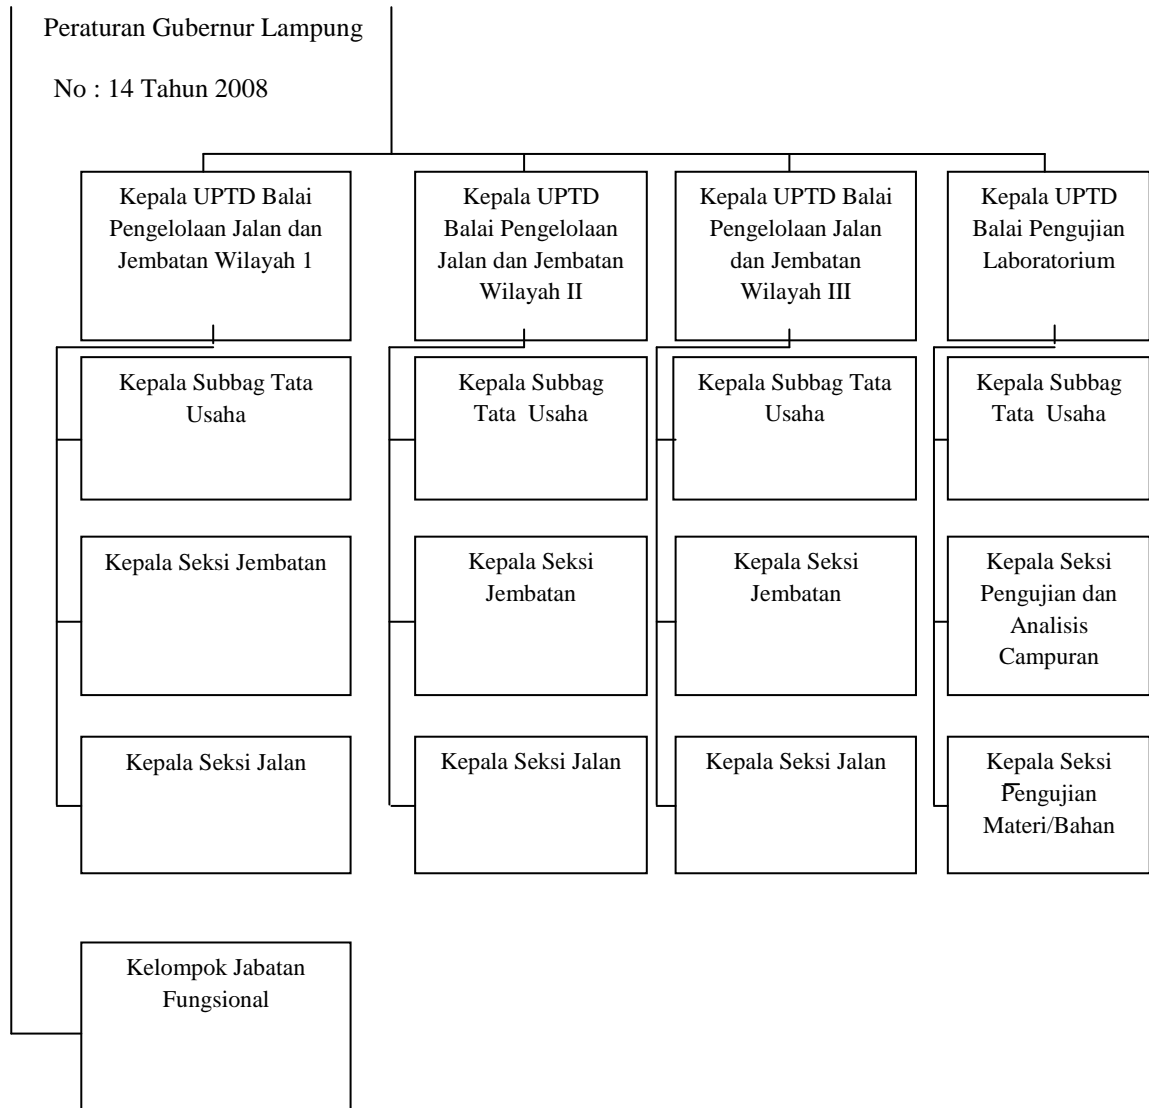 Peraturan Gubernur Lampung
No : 14 Tahun 2008
Kepala UPTD Balai
Pengelolaan Jalan dan
Jembatan Wilayah 1
Kepala UPTD
Balai Pengelolaan
Jalan dan Jembatan
Wilayah II
Kepala UPTD Balai
Pengelolaan Jalan
dan Jembatan
Wilayah III
Kepala UPTD
Balai Pengujian
Laboratorium
Kepala Subbag Tata
Usaha
Kepala Subbag
Tata Usaha
Kepala Subbag Tata
Usaha
Kepala Subbag
Tata Usaha
Kepala Seksi Jembatan
Kepala Seksi
Jembatan
Kepala Seksi
Jembatan
Kepala Seksi
Pengujian dan
Analisis
Campuran
Kepala Seksi Jalan
Kepala Seksi Jalan
Kepala Seksi Jalan
Kepala Seksi
Pengujian
Materi/Bahan
Kelompok Jabatan
Fungsional